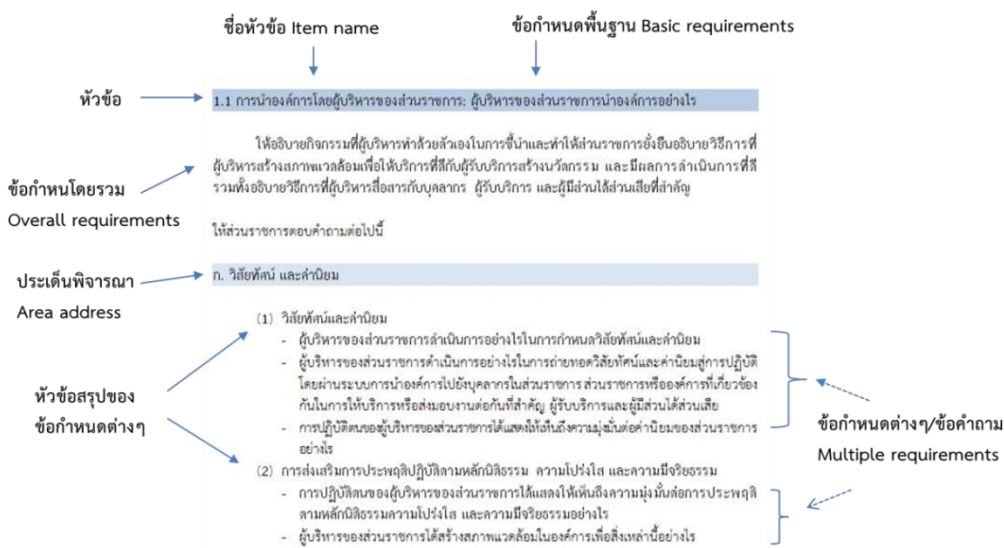 ชื่อหัวข้อ Item name
ข้อกำหนดพื้นฐาน Basic requirements
หัวข้อ
1.1 การนำองค์การโดยผู้บริหารของส่วนราชการ: ผู้บริหารของส่วนราชการนำองค์การอย่างไร
ให้อธิบายกิจกรรมที่ผู้บริหารทำด้วยตัวเองในการชี้นำและทำให้ส่วนราชการยั่งยืนอธิบายวิธีการที่
ผู้บริหารสร้างสภาพแวดล้อมเพื่อให้บริการที่ดีกับผู้รับบริการสร้างนวัตกรรม และมีผลการดำเนินการที่ดี
รวมทั้งอธิบายวิธีการที่ผู้บริหารสื่อสารกับบุคลากร ผู้รับบริการ และผู้มีส่วนได้ส่วนเสียที่สำคัญ
ข้อกำหนโดยรวม
Overall requirements
ให้ส่วนราชการตอบคำถามต่อไปนี้
ประเด็นพิจารณา
Area address
ก. วิสัยทัศน์ และค่านิยม
(1) วิสัยทัศน์และค่านิยม
- ผู้บริหารของส่วนราชการดำเนินการอย่างไรในการกำหนดวิสัยทัศน์และค่านิยม
- ผู้บริหารของส่วนราชการดำเนินการอย่างไรในการถ่ายทอดวิสัยทัศน์และค่านิยมสู่การปฏิบัติ
โดยผ่านระบบการนำองค์การไปยังบุคลากรในส่วนราชการ ส่วนราชการหรือองค์การที่เกี่ยวข้อง
กันในการให้บริการหรือส่งมอบงานต่อกันที่สำคัญ ผู้รับบริการและผู้มีส่วนได้ส่วนเสีย
- การปฏิบัติตนของผู้บริหารของส่วนราชการได้แสดงให้เห็นถึงความมุ่งมั่นต่อค่านิยมของส่วนราชการ
อย่างไร
หัวข้อสรุปของ
ข้อกำหนดต่างๆ
(2) การส่งเสริมการประพฤติปฏิบัติตามหลักนิติธรรม ความโปร่งใส และความมีจริยธรรม
- การปฏิบัติตนของผู้บริหารของส่วนราชการได้แสดงให้เห็นถึงความมุ่งมั่นต่อการประพฤติ
ตามหลักนิติธรรมความโปร่งใส และความมีจริยธรรมอย่างไร
- ผู้บริหารของส่วนราชการได้สร้างสภาพแวดล้อมในองค์การเพื่อสิ่งเหล่านี้อย่างไร
ข้อกำหนดต่างๆ/ข้อคำถาม
Multiple requirements